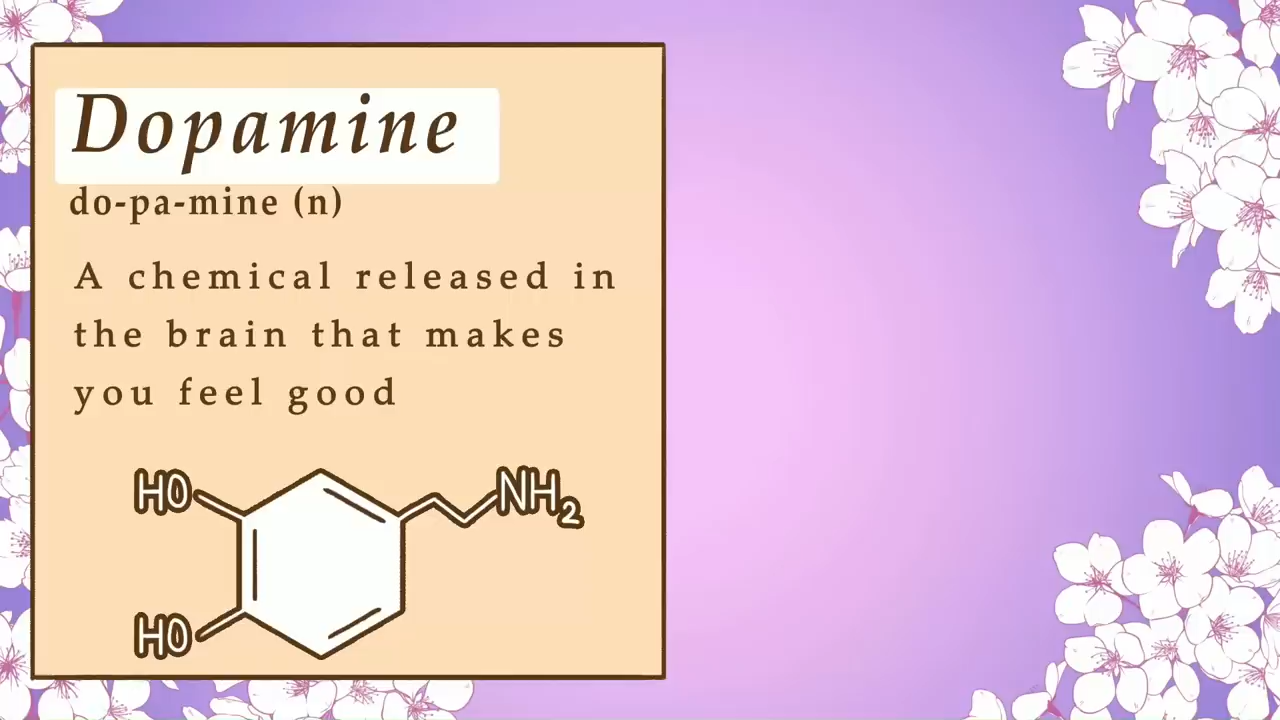 Dopamine
do-pa-mine (n)
A chemical released in
the brain that makes
you feel good
HO
NH₂
HO